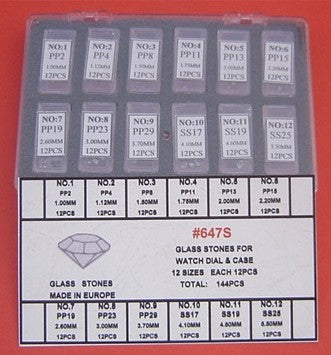 NO:1 NO:2 NO:3 NO:4 NO:5 NO:6
PP2 PP4 PP8 PP11 PP13 PP15
1.00MM 1.12MM 1.50MM 1.75MM 2.00MM 2.20MM
12PCS 12PCS 12PCS 12PCS 12PCS 12PCS
NO:7 NO:8 NO:9 NO:10 NO:11 NO:12
PP19 PP23 PP29 SS17 SS19 SS25
2.60MM 3.00MM 3.70MM 4.10MM 4.60MM 5.50MM
12PCS 12PCS 12PCS 12PCS 12PCS 12PCS
NO.1 NO.2 NO.3 NO.4 NO.5 NO.6
PP2 PP4 PP8 PP11 PP13 PP15
1.00MM 1.12MM 1.50MM 1.75MM 2.00MM 2.20MM
12PCS 12PCS 12PCS 12PCS 12PCS 12PCS
#647S
GLASS STONES FOR
WATCH DIAL & CASE
12 SIZES EACH 12PCS
TOTAL: 144PCS
GLASS STONES
MADE IN EUROPE
NO.7 NO.8 NO.9 NO.10 NO.11 NO.12
PP19 PP23 PP29 SS17 SS19 SS25
2.60MM 3.00MM 3.70MM 4.10MM 4.60MM 5.50MM
12PCS 12PCS 12PCS 12PCS 12PCS 12PCS